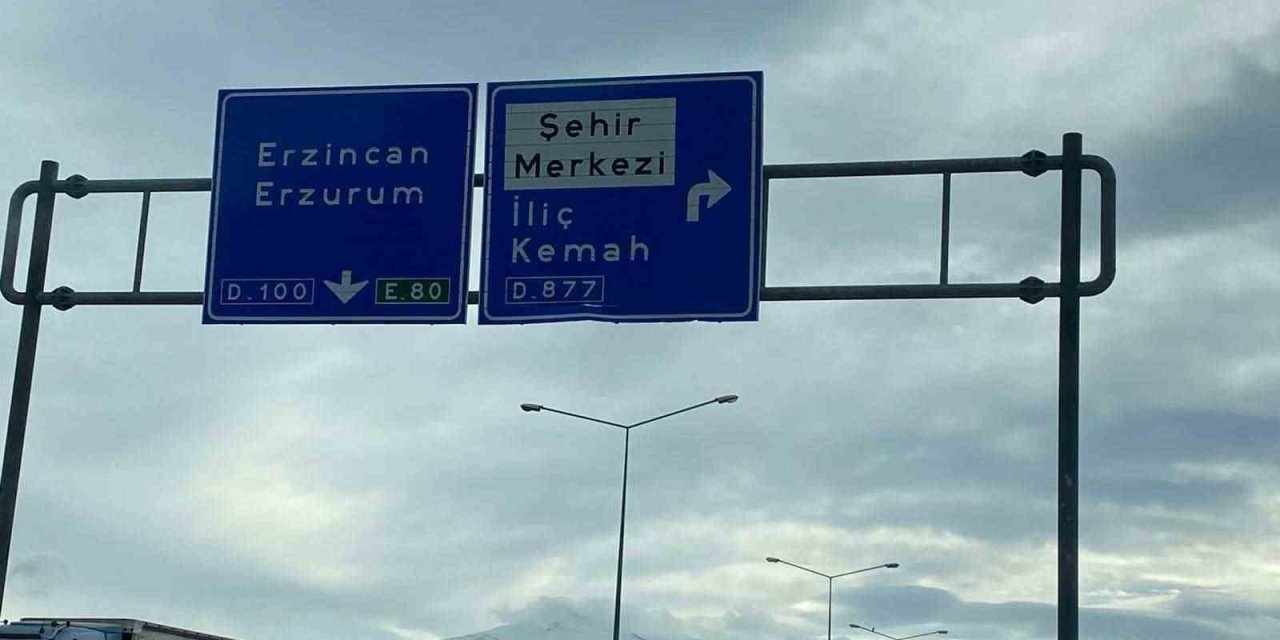 Erzincan
Erzurum
D.100 E.80
Şehir
Merkezi
İliç
Kemah
D.877